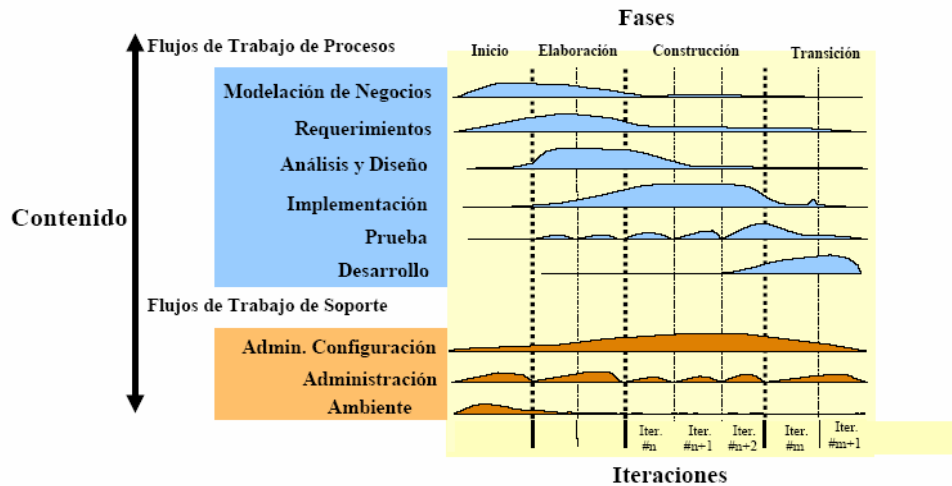 Fases
Flujos de Trabajo de Procesos
Inicio Elaboración Construcción Transición
Modelación de Negocios
Requerimientos
Análisis y Diseño
Implementación
Contenido
Prueba
Desarrollo
Flujos de Trabajo de Soporte
Admin. Configuración
Administración
Ambiente
Iter. #n
Iter. #n+1
Iter. #n+2
Iter. #m
Iter. #m+1
Iteraciones